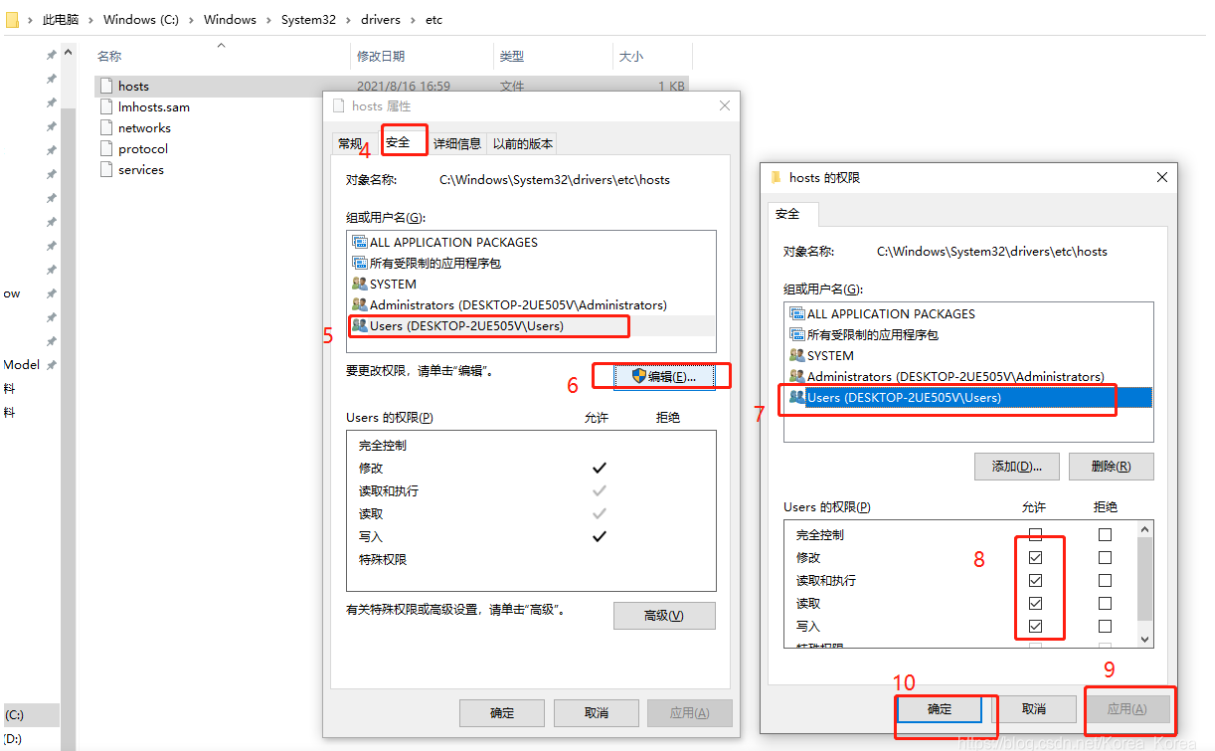 此电脑 › Windows (C:) › Windows › System32 › drivers › etc
名称 修改日期 类型 大小
hosts 2021/8/16 16:59 文件 1 KB
lmhosts.sam
networks
protocol
services
ow
Model
料
料
(C:)
(D:)
hosts 属性
常规 安全 详细信息 以前的版本
4
对象名称: C:\Windows\System32\drivers\etc\hosts
组或用户名(G):
ALL APPLICATION PACKAGES
所有受限制的应用程序包
SYSTEM
Administrators (DESKTOP-2UE505V\Administrators)
5 Users (DESKTOP-2UE505V\Users)
要更改权限，请单击"编辑"。
6 编辑(E)...
Users 的权限(P) 允许 拒绝
完全控制
修改
读取和执行
读取
写入
特殊权限
有关特殊权限或高级设置，请单击"高级"。
高级(V)
确定 取消 应用(A)
hosts 的权限
安全
对象名称: C:\Windows\System32\drivers\etc\hosts
组或用户名(G):
ALL APPLICATION PACKAGES
所有受限制的应用程序包
SYSTEM
Administrators (DESKTOP-2UE505V\Administrators)
7 Users (DESKTOP-2UE505V\Users)
添加(D)... 删除(R)
Users 的权限(P) 允许 拒绝
完全控制
8
修改
读取和执行
读取
写入
特殊权限
10 9
确定 取消 应用(A)
https://blog.csdn.net/Korea_Korea